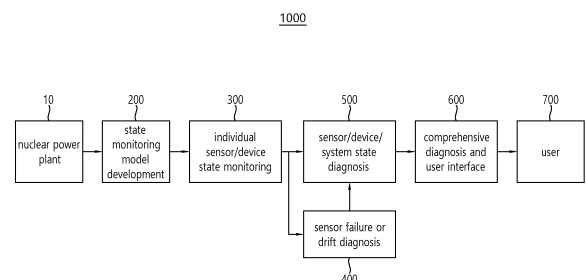 1000
10
200
300
500
600
700
nuclear power
plant
state
monitoring
model
development
individual
sensor/device
state monitoring
sensor/device/
system state
diagnosis
comprehensive
diagnosis and
user interface
user
sensor failure or
drift diagnosis
400